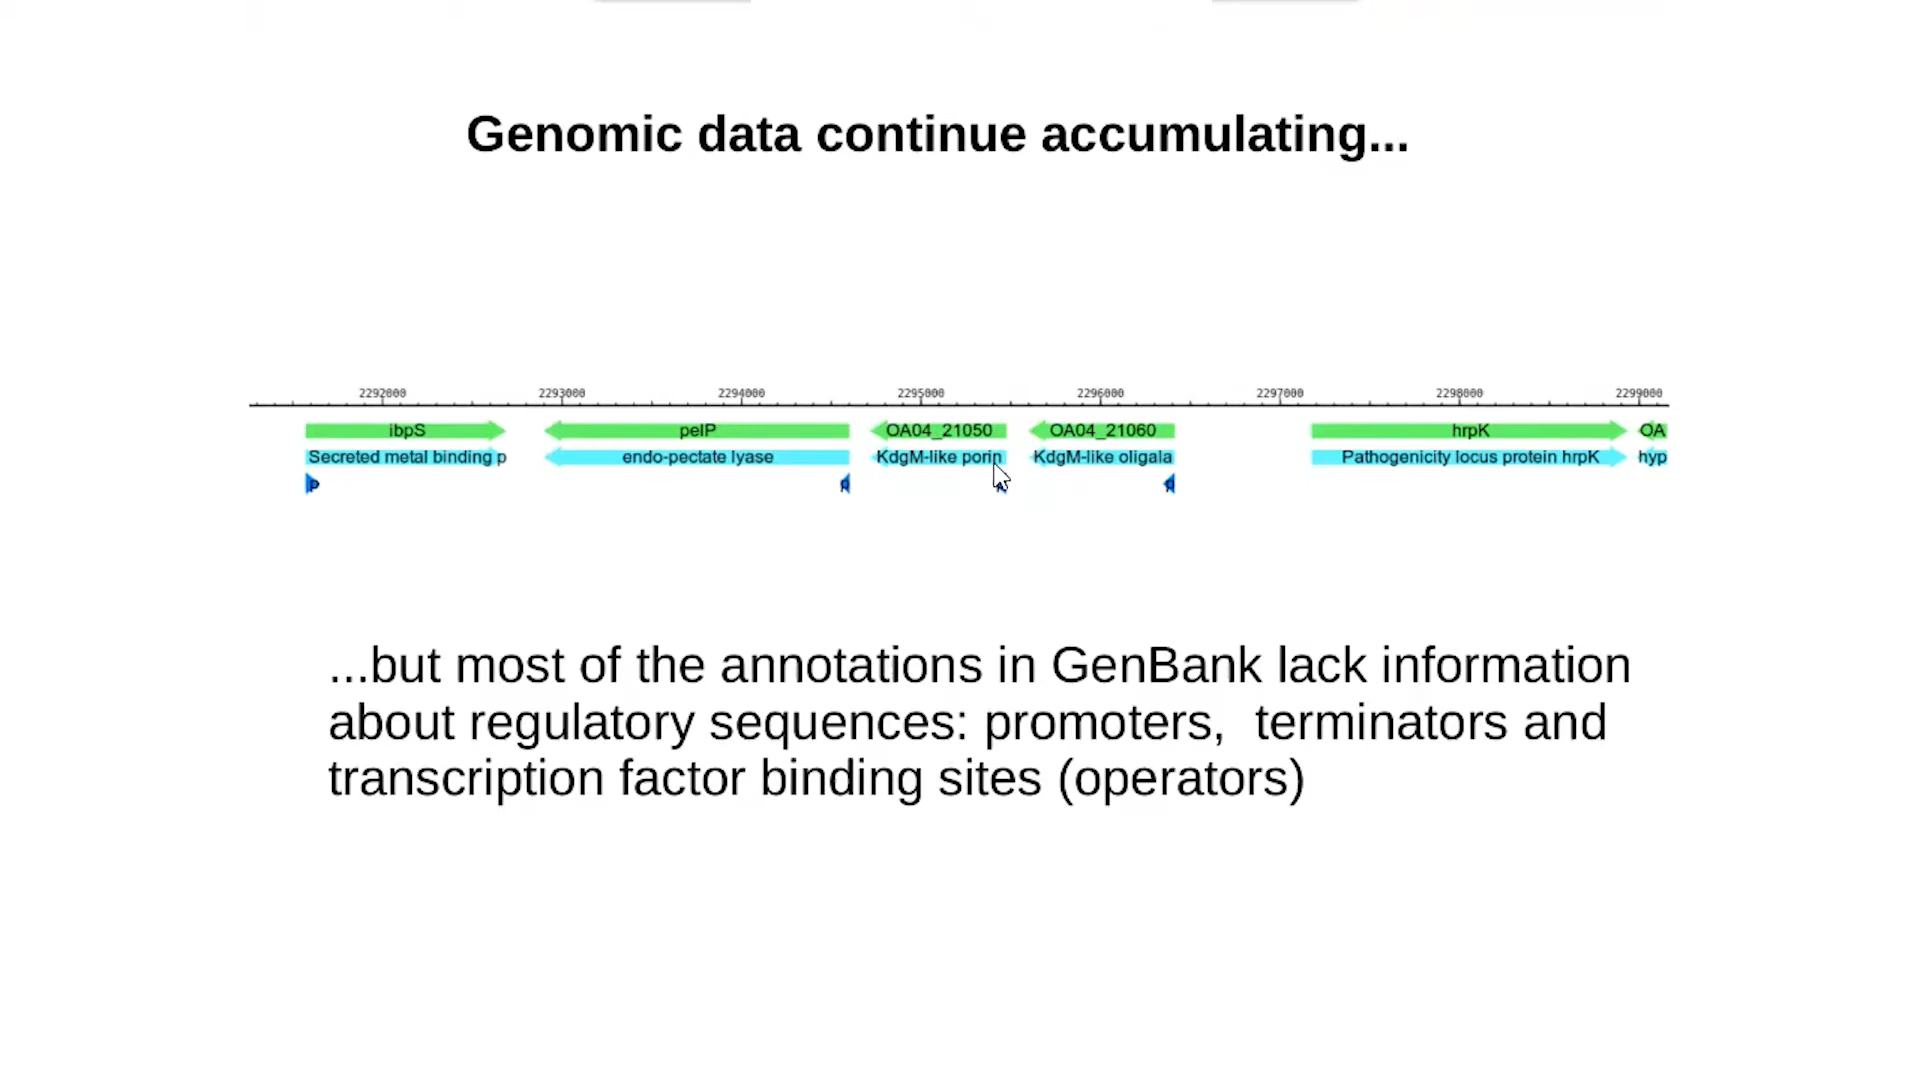 Genomic data continue accumulating...
2292000 2293000 2294000 2295000 2296000 2297000 2298000 2299000
ibpS pelP OA04_21050 OA04_21060 hrpK OA
Secreted metal binding p endo-pectate lyase KdgM-like porin KdgM-like oligala Pathogenicity locus protein hrpK hyp
...but most of the annotations in GenBank lack information
about regulatory sequences: promoters, terminators and
transcription factor binding sites (operators)